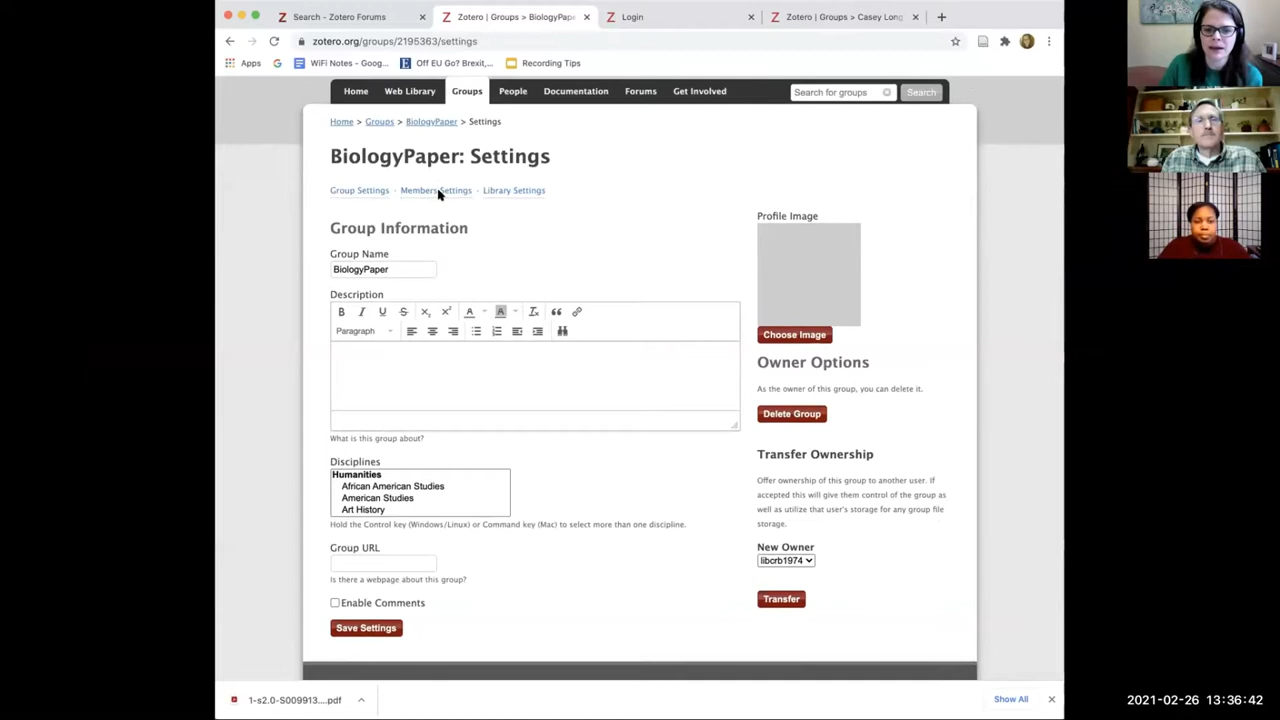 Search - Zotero Forums
Zotero | Groups > BiologyPape
Login
Zotero | Groups > Casey Long
zotero.org/groups/2195363/settings
Apps
WiFi Notes - Goog...
Off EU Go? Brexit,...
Recording Tips
Home
Web Library
Groups
People
Documentation
Forums
Get Involved
Search for groups
Search
Home > Groups > BiologyPaper > Settings
BiologyPaper: Settings
Group Settings · Members Settings · Library Settings
Group Information
Group Name
BiologyPaper
Description
Paragraph
What is this group about?
Disciplines
Humanities
African American Studies
American Studies
Art History
Hold the Control key (Windows/Linux) or Command key (Mac) to select more than one discipline.
Group URL
Is there a webpage about this group?
Enable Comments
Save Settings
Profile Image
Choose Image
Owner Options
As the owner of this group, you can delete it.
Delete Group
Transfer Ownership
Offer ownership of this group to another user. If
accepted this will give them control of the group as
well as utilize that user's storage for any group file
storage.
New Owner
libcrb1974
Transfer
1-s2.0-S009913....pdf
Show All
2021-02-26 13:36:42